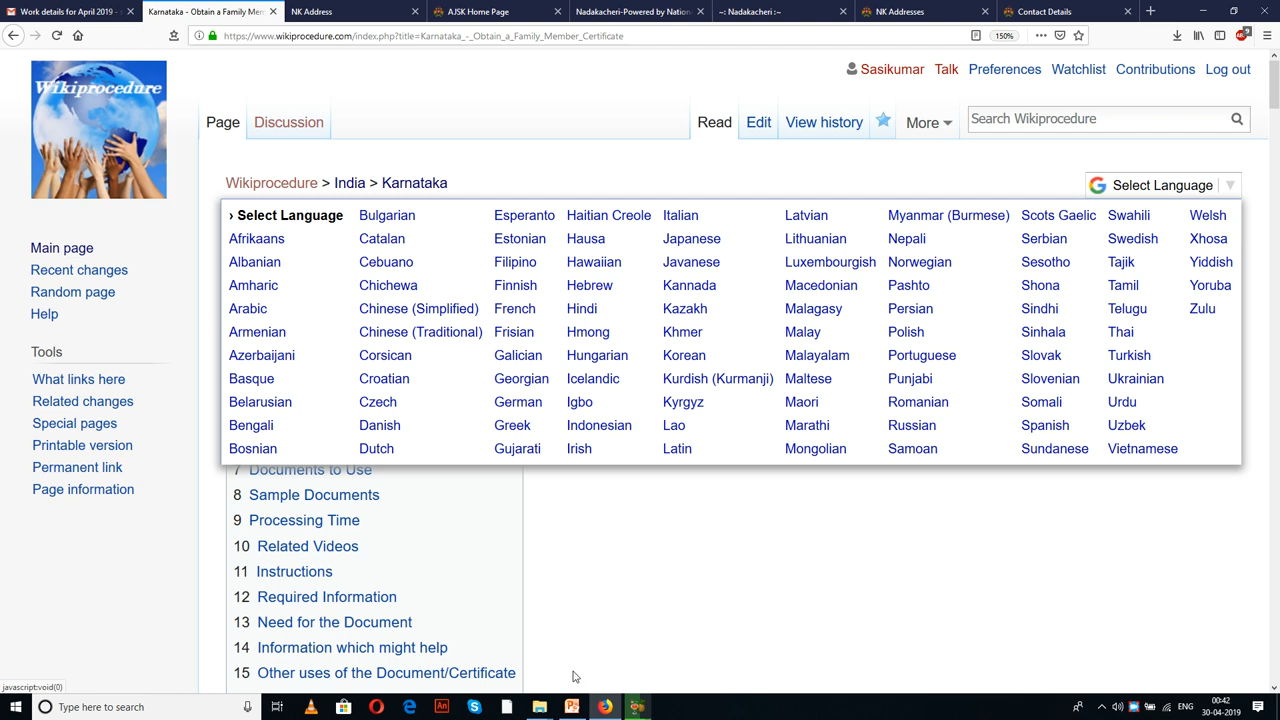 Work details for April 2019 - s
Karnataka - Obtain a Family Mem
NK Address
AJSK Home Page
Nadakacheri-Powered by Nation
~: Nadakacheri :~
NK Addresses
Contact Details
https://www.wikiprocedure.com/index.php?title=Karnataka_-_Obtain_a_Family_Member_Certificate
150%
Sasikumar Talk Preferences Watchlist Contributions Log out
Wikiprocedure
Page Discussion Read Edit View history More
Search Wikiprocedure
Wikiprocedure > India > Karnataka
Select Language
› Select Language Bulgarian Esperanto Haitian Creole Italian Latvian Myanmar (Burmese) Scots Gaelic Swahili Welsh
Afrikaans Catalan Estonian Hausa Japanese Lithuanian Nepali Serbian Swedish Xhosa
Albanian Cebuano Filipino Hawaiian Javanese Luxembourgish Norwegian Sesotho Tajik Yiddish
Amharic Chichewa Finnish Hebrew Kannada Macedonian Pashto Shona Tamil Yoruba
Arabic Chinese (Simplified) French Hindi Kazakh Malagasy Persian Sindhi Telugu Zulu
Armenian Chinese (Traditional) Frisian Hmong Khmer Malay Polish Sinhala Thai
Azerbaijani Corsican Galician Hungarian Korean Malayalam Portuguese Slovak Turkish
Basque Croatian Georgian Icelandic Kurdish (Kurmanji) Maltese Punjabi Slovenian Ukrainian
Belarusian Czech German Igbo Kyrgyz Maori Romanian Somali Urdu
Bengali Danish Greek Indonesian Lao Marathi Russian Spanish Uzbek
Bosnian Dutch Gujarati Irish Latin Mongolian Samoan Sundanese Vietnamese
Main page
Recent changes
Random page
Help
Tools
What links here
Related changes
Special pages
Printable version
Permanent link
Page information
7 Documents to Use
8 Sample Documents
9 Processing Time
10 Related Videos
11 Instructions
12 Required Information
13 Need for the Document
14 Information which might help
15 Other uses of the Document/Certificate
javascript:void(0)
Type here to search
ENG
00:42
30-04-2019